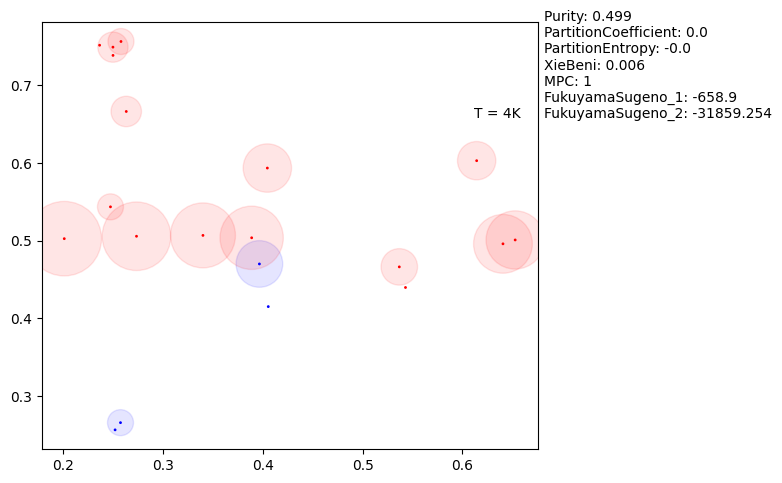 Purity: 0.499
PartitionCoefficient: 0.0
PartitionEntropy: -0.0
XieBeni: 0.006
MPC: 1
FukuyamaSugeno_1: -658.9
FukuyamaSugeno_2: -31859.254
T = 4K
0.7
0.6
0.5
0.4
0.3
0.2 0.3 0.4 0.5 0.6